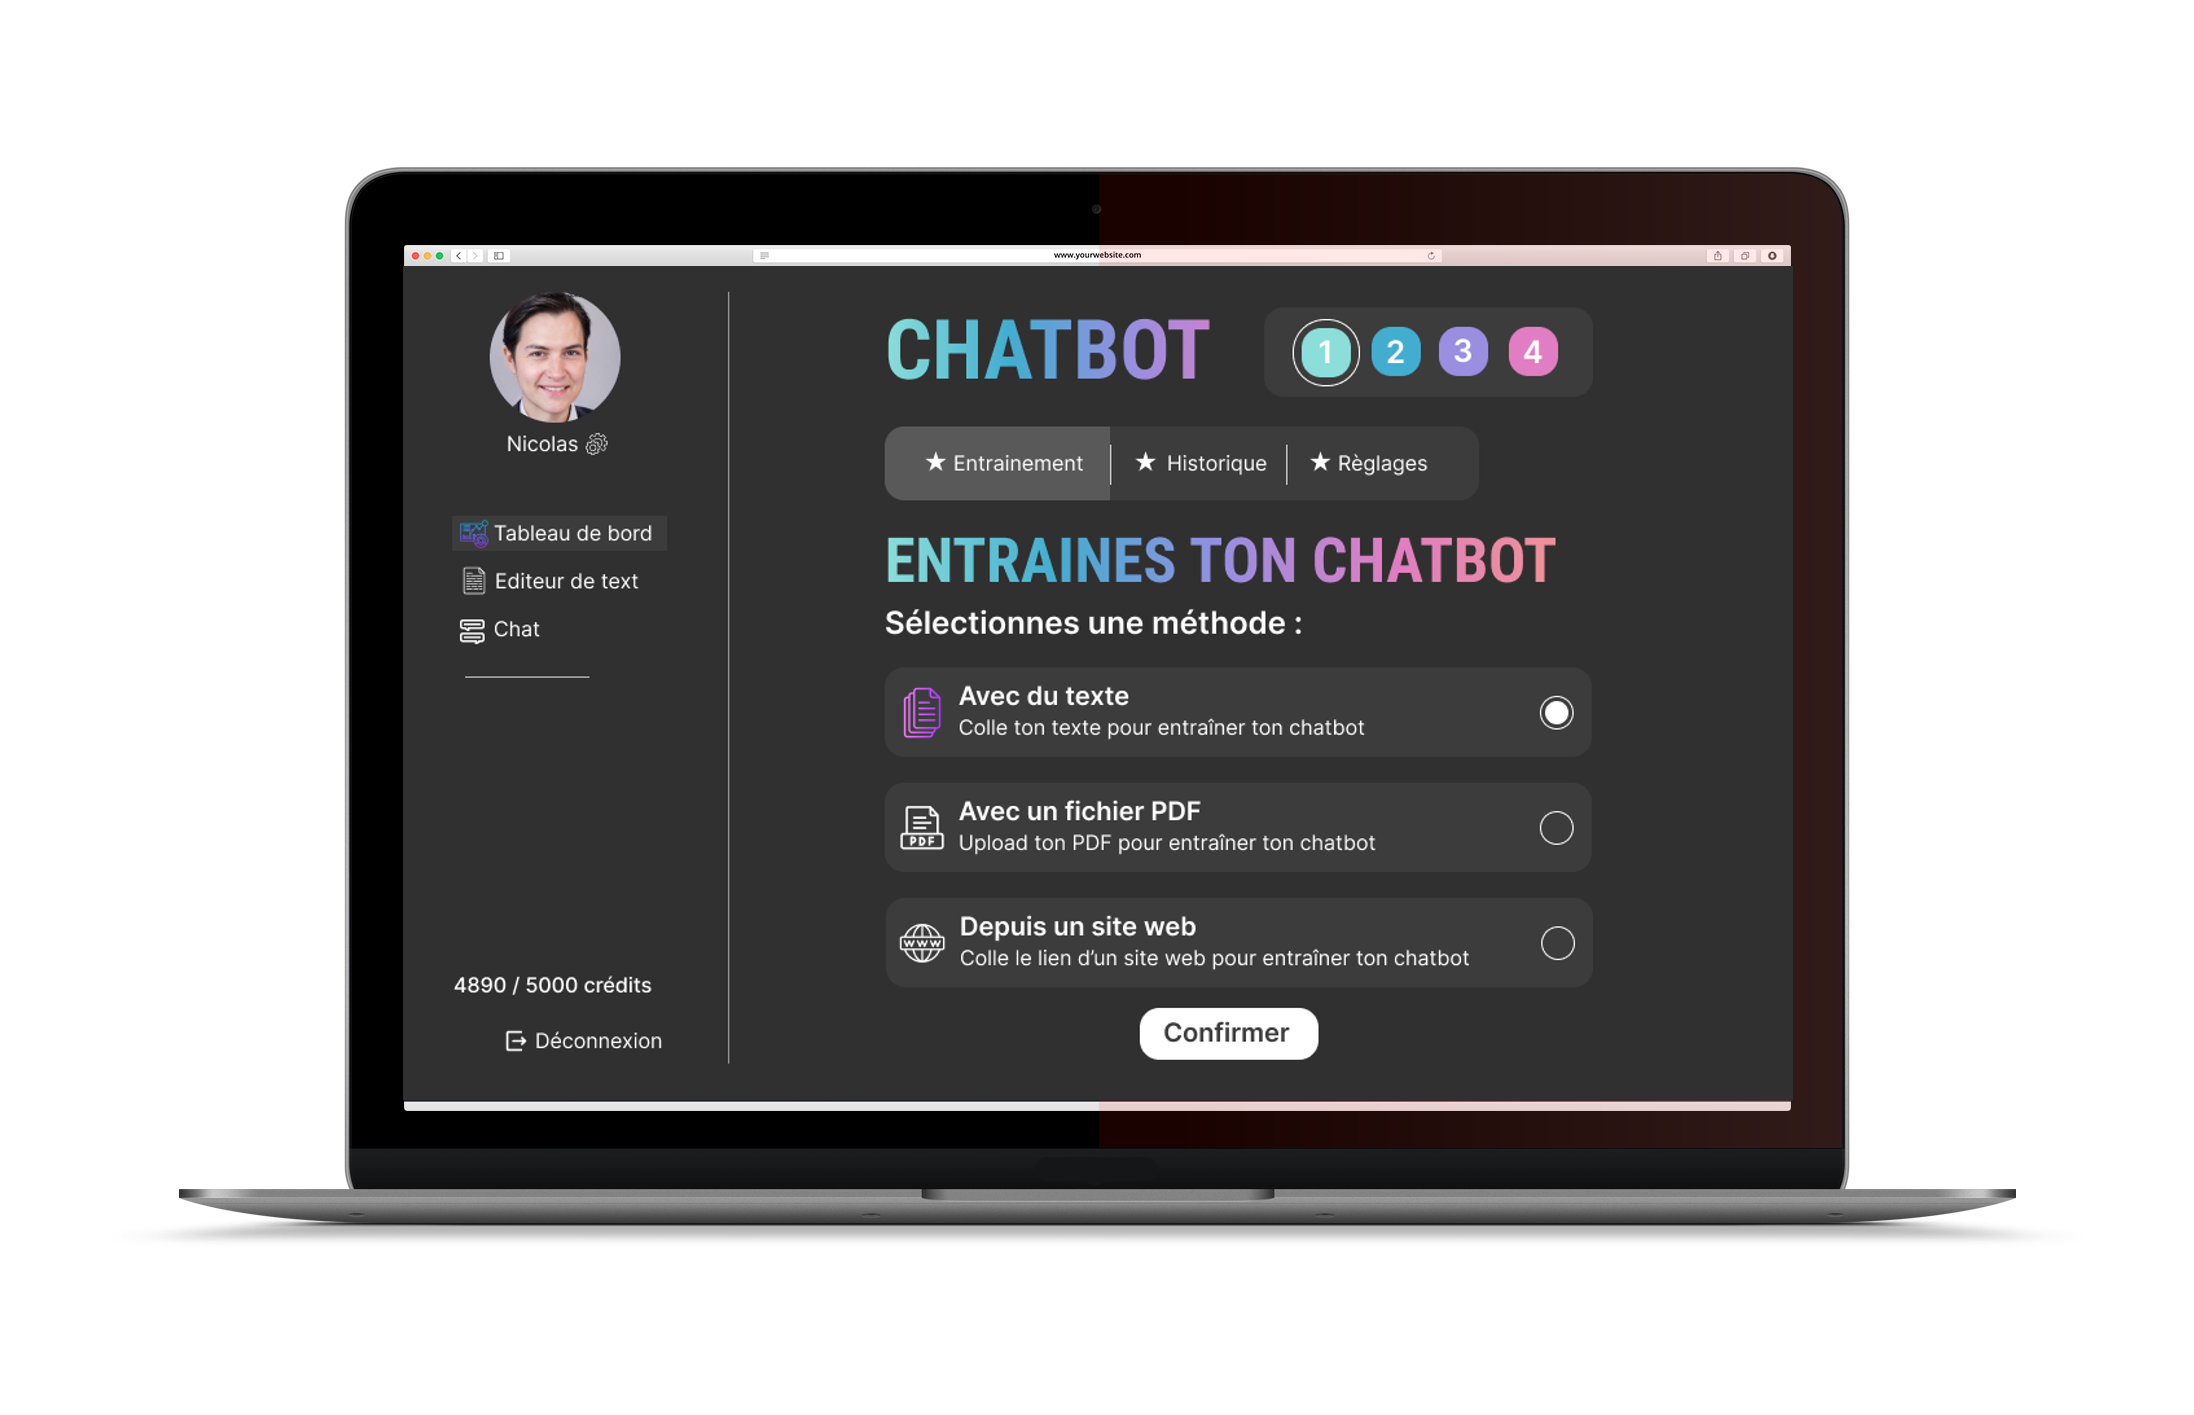 www.yourwebsite.com
Nicolas
Tableau de bord
Editeur de text
Chat
4890 / 5000 crédits
Déconnexion
CHATBOT
1 2 3 4
★ Entrainement
★ Historique
★ Règlages
ENTRAINES TON CHATBOT
Sélectionnes une méthode :
Avec du texte
Colle ton texte pour entraîner ton chatbot
PDF
Avec un fichier PDF
Upload ton PDF pour entraîner ton chatbot
WWW
Depuis un site web
Colle le lien d’un site web pour entraîner ton chatbot
Confirmer